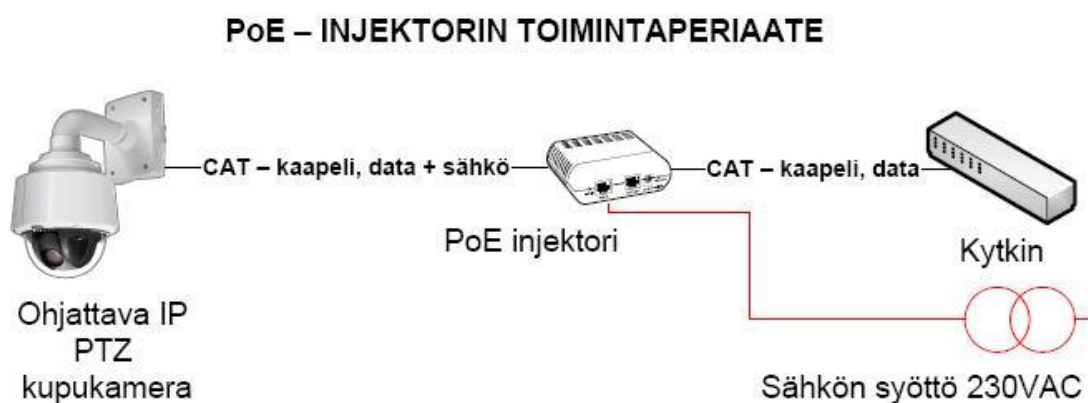 PoE – INJEKTORIN TOIMINTAPERIAATE
CAT – kaapeli, data + sähkö
CAT – kaapeli, data
PoE injektori
Kytkin
Ohjattava IP
PTZ
kupukamera
Sähkön syöttö 230VAC